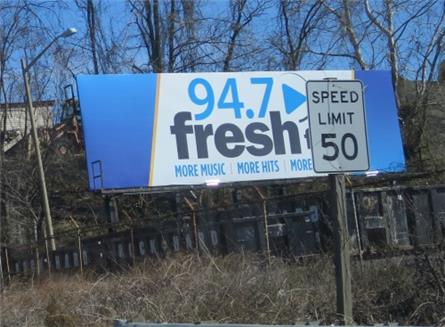 94.7
fresh f
MORE MUSIC | MORE HITS | MORE
SPEED
LIMIT
50